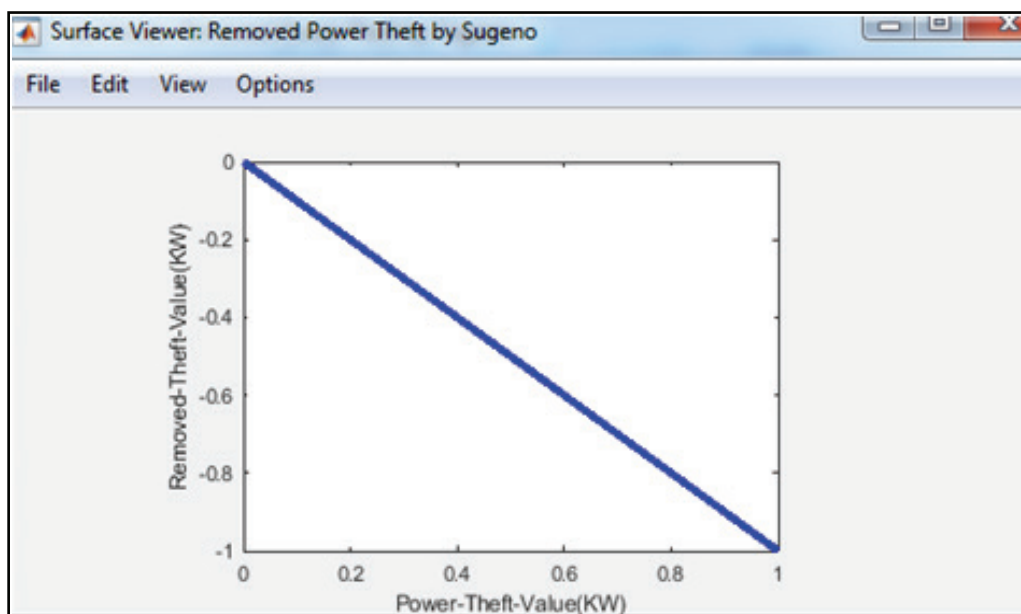 Surface Viewer: Removed Power Theft by Sugeno
File Edit View Options
0
-0.2
-0.4
-0.6
-0.8
-1
Removed-Theft-Value(KW)
0 0.2 0.4 0.6 0.8 1
Power-Theft-Value(KW)